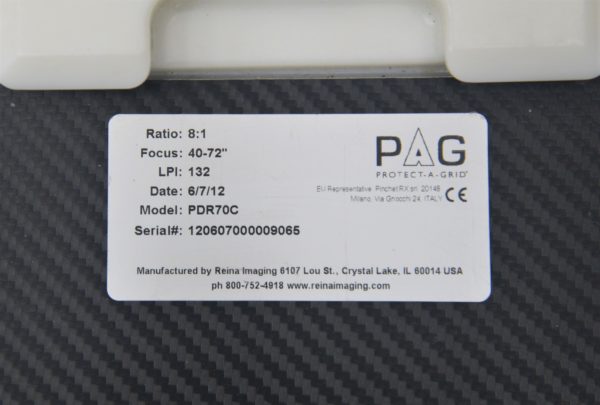 Ratio: 8:1
Focus: 40-72"
LPI: 132
Date: 6/7/12
Model: PDR70C
Serial#: 120607000009065
PAG
PROTECT-A-GRID
EU Representative: Pinchet RX srl. 20146
Milano, Via Gnocchi 24, ITALY CE
Manufactured by Reina Imaging 6107 Lou St., Crystal Lake, IL 60014 USA
ph 800-752-4918 www.reinaimaging.com